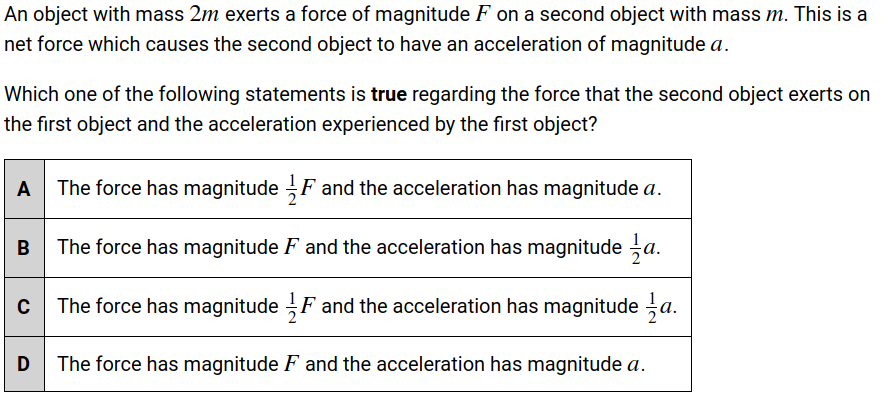 An object with mass 2m exerts a force of magnitude F on a second object with mass m. This is a
net force which causes the second object to have an acceleration of magnitude a.
Which one of the following statements is true regarding the force that the second object exerts on
the first object and the acceleration experienced by the first object?
A The force has magnitude 1/2 F and the acceleration has magnitude a.
B The force has magnitude F and the acceleration has magnitude 1/2 a.
C The force has magnitude 1/2 F and the acceleration has magnitude 1/2 a.
D The force has magnitude F and the acceleration has magnitude a.